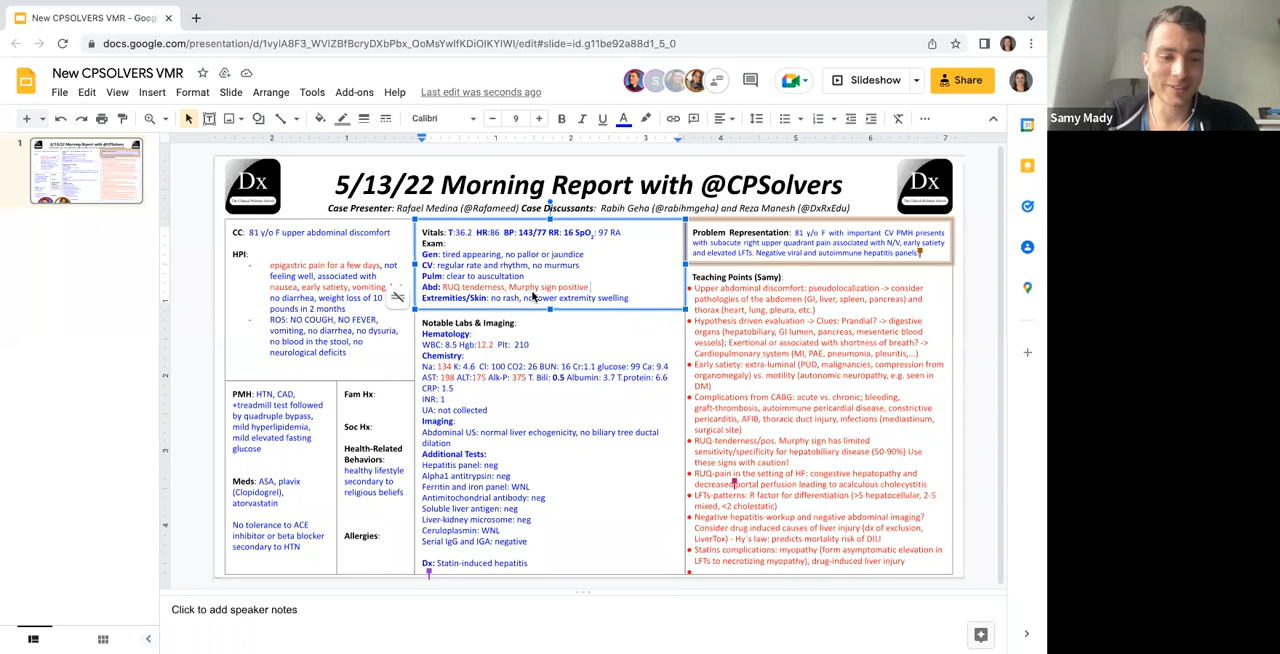 New CPSOLVERS VMR - Goog
docs.google.com/presentation/d/1vylA8F3_WVIZBfBcryDXbPbx_OoMsYwlfKDiOIKYIWI/edit#slide=id.g11be92a88d1_5_0
New CPSOLVERS VMR
File Edit View Insert Format Slide Arrange Tools Add-ons Help Last edit was seconds ago
Slideshow
Share
Calibri
9
Samy Mady
1
5/13/22 Morning Report with @CPSolvers
Case Presenter: Rafael Medina (@Rafameed) Case Discussants: Rabih Geha (@rabihmgeha) and Reza Manesh (@DxRxEdu)
Dx
Dx
CC: 81 y/o F upper abdominal discomfort
HPI:
- epigastric pain for a few days, not
feeling well, associated with
nausea, early satiety, vomiting,
no diarrhea, weight loss of 10
pounds in 2 months
- ROS: NO COUGH, NO FEVER,
vomiting, no diarrhea, no dysuria,
no blood in the stool, no
neurological deficits
PMH: HTN, CAD,
+treadmill test followed
by quadruple bypass,
mild hyperlipidemia,
mild elevated fasting
glucose
Meds: ASA, plavix
(Clopidogrel),
atorvastatin
No tolerance to ACE
inhibitor or beta blocker
secondary to HTN
Fam Hx:
Soc Hx:
Health-Related
Behaviors:
healthy lifestyle
secondary to
religious beliefs
Allergies:
Vitals: T:36.2 HR:86 BP: 143/77 RR: 16 SpO2: 97 RA
Exam:
Gen: tired appearing, no pallor or jaundice
CV: regular rate and rhythm, no murmurs
Pulm: clear to auscultation
Abd: RUQ tenderness, Murphy sign positive
Extremities/Skin: no rash, no lower extremity swelling
Notable Labs & Imaging:
Hematology:
WBC: 8.5 Hgb:12.2 Plt: 210
Chemistry:
Na: 134 K: 4.6 Cl: 100 CO2: 26 BUN: 16 Cr:1.1 glucose: 99 Ca: 9.4
AST: 198 ALT:175 Alk-P: 375 T. Bili: 0.5 Albumin: 3.7 T.protein: 6.6
CRP: 1.5
INR: 1
UA: not collected
Imaging:
Abdominal US: normal liver echogenicity, no biliary tree ductal
dilation
Additional Tests:
Hepatitis panel: neg
Alpha1 antitrypsin: neg
Ferritin and iron panel: WNL
Antimitochondrial antibody: neg
Soluble liver antigen: neg
Liver-kidney microsome: neg
Ceruloplasmin: WNL
Serial IgG and IGA: negative
Dx: Statin-induced hepatitis
Problem Representation: 81 y/o F with important CV PMH presents
with subacute right upper quadrant pain associated with N/V, early satiety
and elevated LFTs. Negative viral and autoimmune hepatitis panels
Teaching Points (Samy):
Upper abdominal discomfort: pseudolocalization -> consider
pathologies of the abdomen (GI, liver, spleen, pancreas) and
thorax (heart, lung, pleura, etc.)
Hypothesis driven evaluation -> Clues: Prandial? -> digestive
organs (hepatobiliary, GI lumen, pancreas, mesenteric blood
vessels); Exertional or associated with shortness of breath? ->
Cardiopulmonary system (MI, PAE, pneumonia, pleuritis,...)
Early satiety: extra-luminal (PUD, malignancies, compression from
organomegaly) vs. motility (autonomic neuropathy, e.g. seen in
DM)
Complications from CABG: acute vs. chronic; bleeding,
graft-thrombosis, autoimmune pericardial disease, constrictive
pericarditis, AFIB, thoracic duct injury, infections (mediastinum,
surgical site)
RUQ-tenderness/pos. Murphy sign has limited
sensitivity/specificity for hepatobiliary disease (50-90%) Use
these signs with caution!
RUQ-pain in the setting of HF: congestive hepatopathy and
decreased portal perfusion leading to acalculous cholecystitis
LFTs-patterns: R factor for differentiation (>5 hepatocellular, 2-5
mixed, <2 cholestatic)
Negative hepatitis-workup and negative abdominal imaging?
Consider drug induced causes of liver injury (dx of exclusion,
LiverTox) - Hy´s law: predicts mortality risk of DILI
Statins complications: myopathy (form asymptomatic elevation in
LFTs to necrotizing myopathy), drug-induced liver injury
Click to add speaker notes